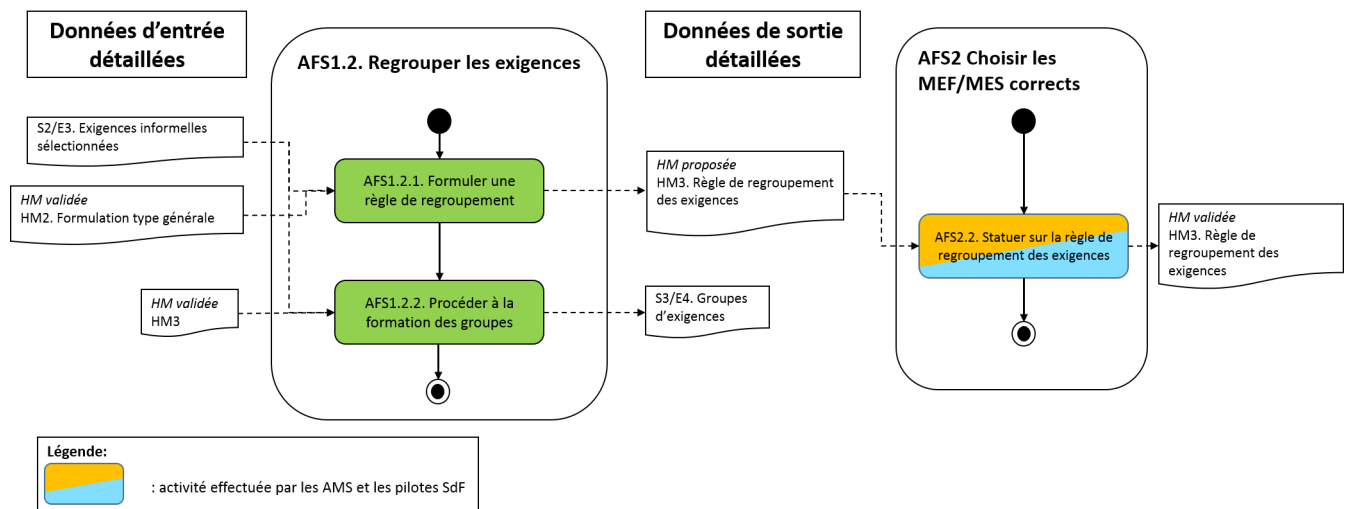 Données d’entrée
détaillées
AFS1.2. Regrouper les exigences
Données de sortie
détaillées
AFS2 Choisir les
MEF/MES corrects
S2/E3. Exigences informelles
sélectionnées
HM validée
HM2. Formulation type générale
AFS1.2.1. Formuler une
règle de regroupement
HM proposée
HM3. Règle de regroupement
des exigences
AFS2.2. Statuer sur la règle de
regroupement des exigences
HM validée
HM3. Règle de
regroupement des
exigences
HM validée
HM3
AFS1.2.2. Procéder à la
formation des groupes
S3/E4. Groupes
d’exigences
Légende:
: activité effectuée par les AMS et les pilotes SdF